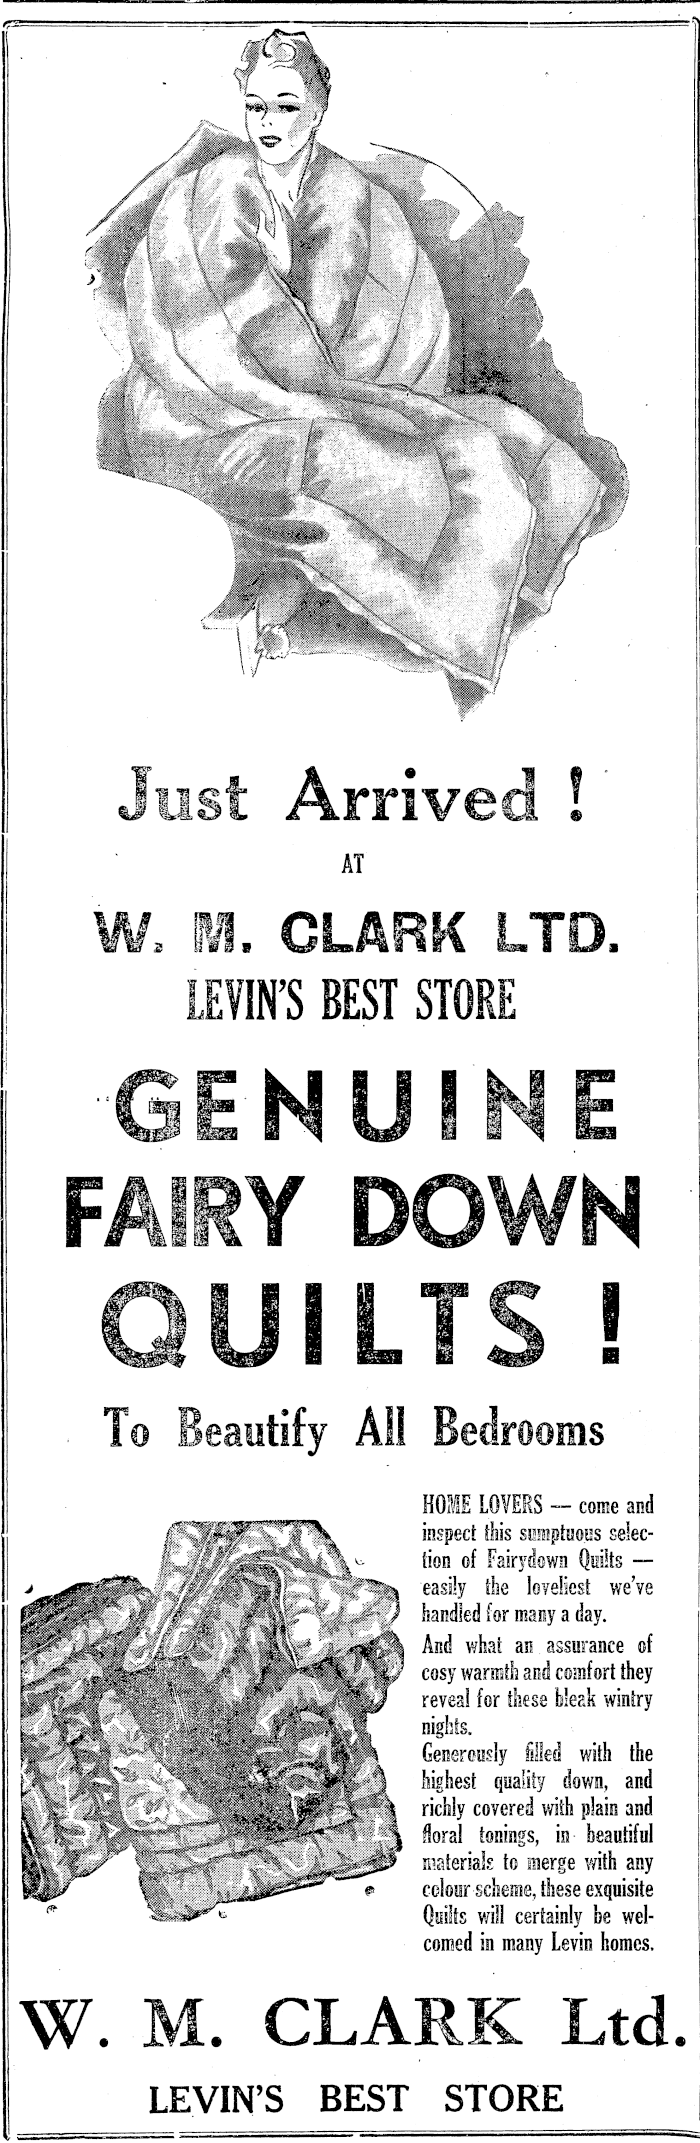 Just Arrived !
AT
W. M. CLARK LTD.
LEVIN'S BEST STORE
GENUINE
FAIRY DOWN
QUILTS !
To Beautify All Bedrooms
HOME LOVERS — come and
inspect this sumptuous selec-
tion of Fairydown Quilts —
easily the loveliest we've
handled for many a day.
And what an assurance of
cosy warmth and comfort they
reveal for these bleak wintry
nights.
Generously filled with the
highest quality down, and
richly covered with plain and
floral tonings, in beautiful
materials to merge with any
colour scheme, these exquisite
Quilts will certainly be wel-
comed in many Levin homes.
W. M. CLARK Ltd.
LEVIN'S BEST STORE